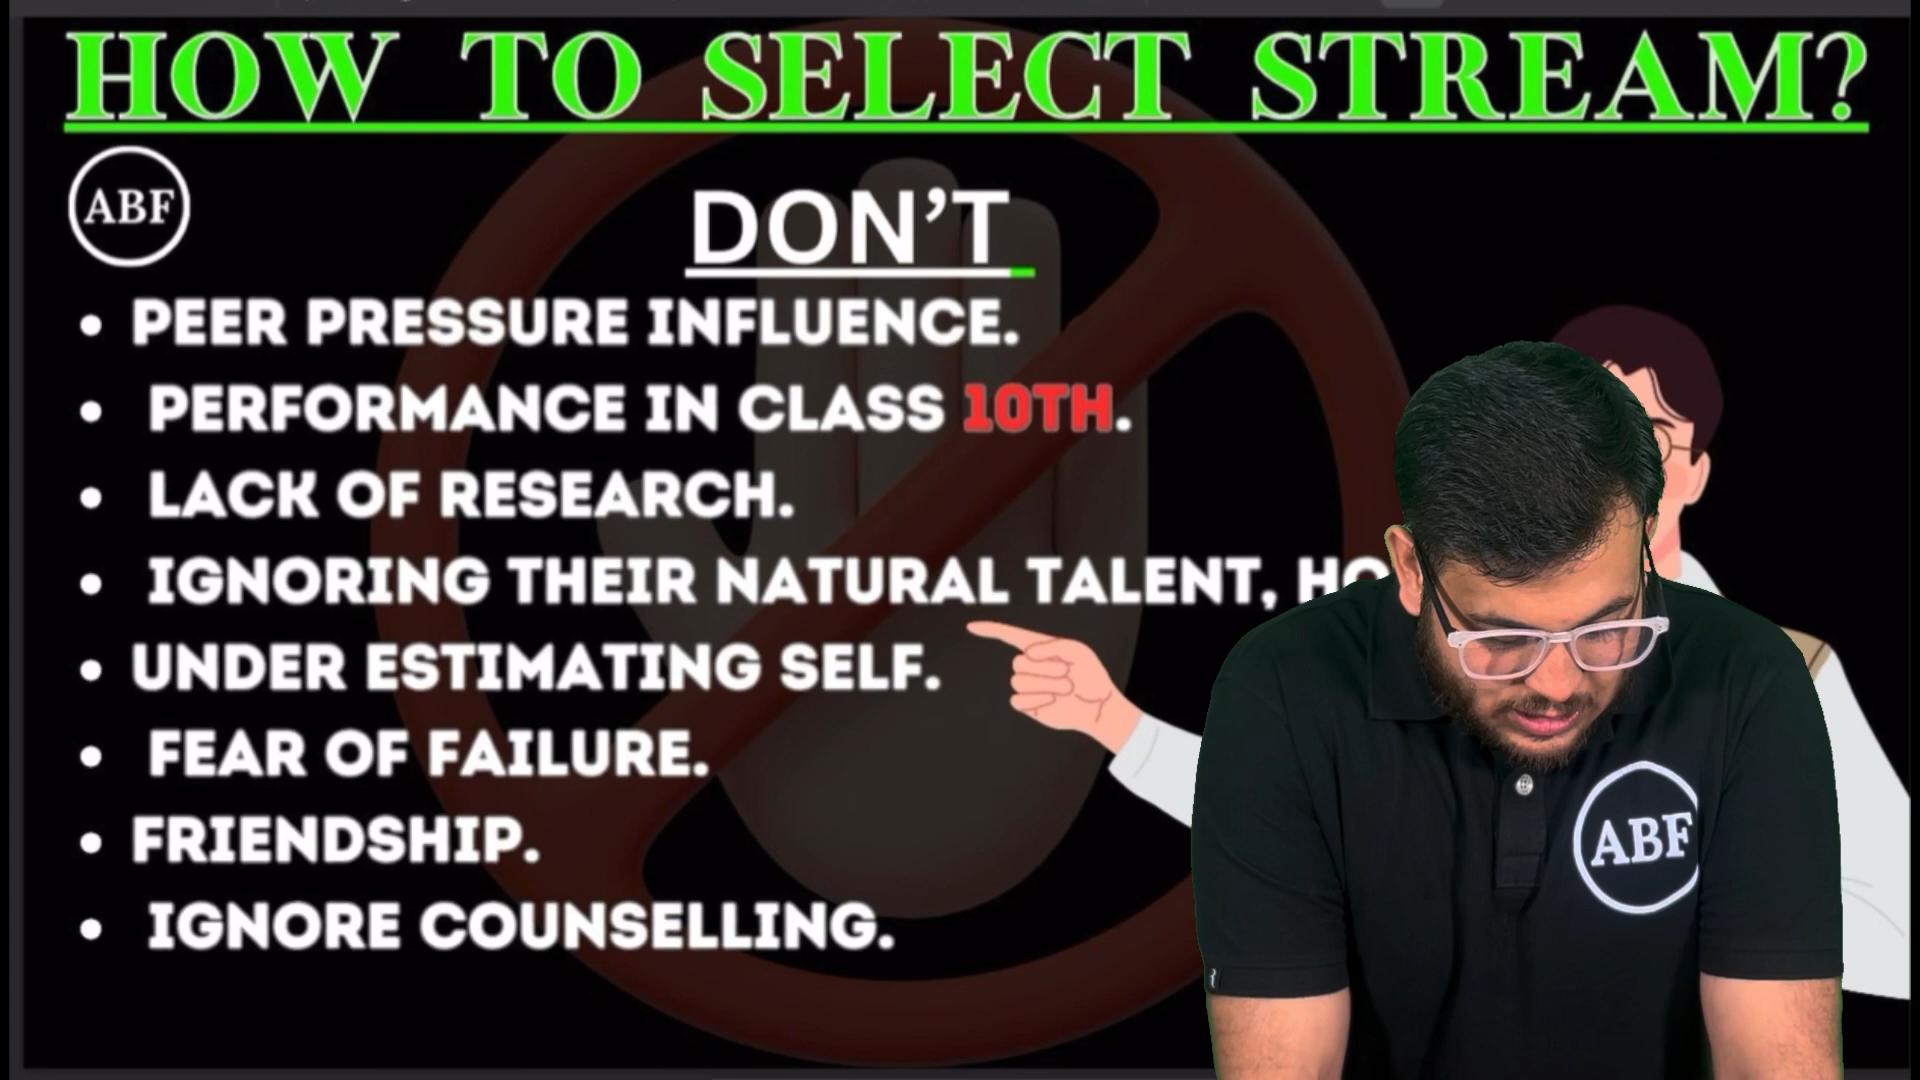 HOW TO SELECT STREAM?
ABF
DON'T
• PEER PRESSURE INFLUENCE.
• PERFORMANCE IN CLASS 10TH.
• LACK OF RESEARCH.
• IGNORING THEIR NATURAL TALENT,
• UNDER ESTIMATING SELF.
• FEAR OF FAILURE.
• FRIENDSHIP.
• IGNORE COUNSELLING.
ABF